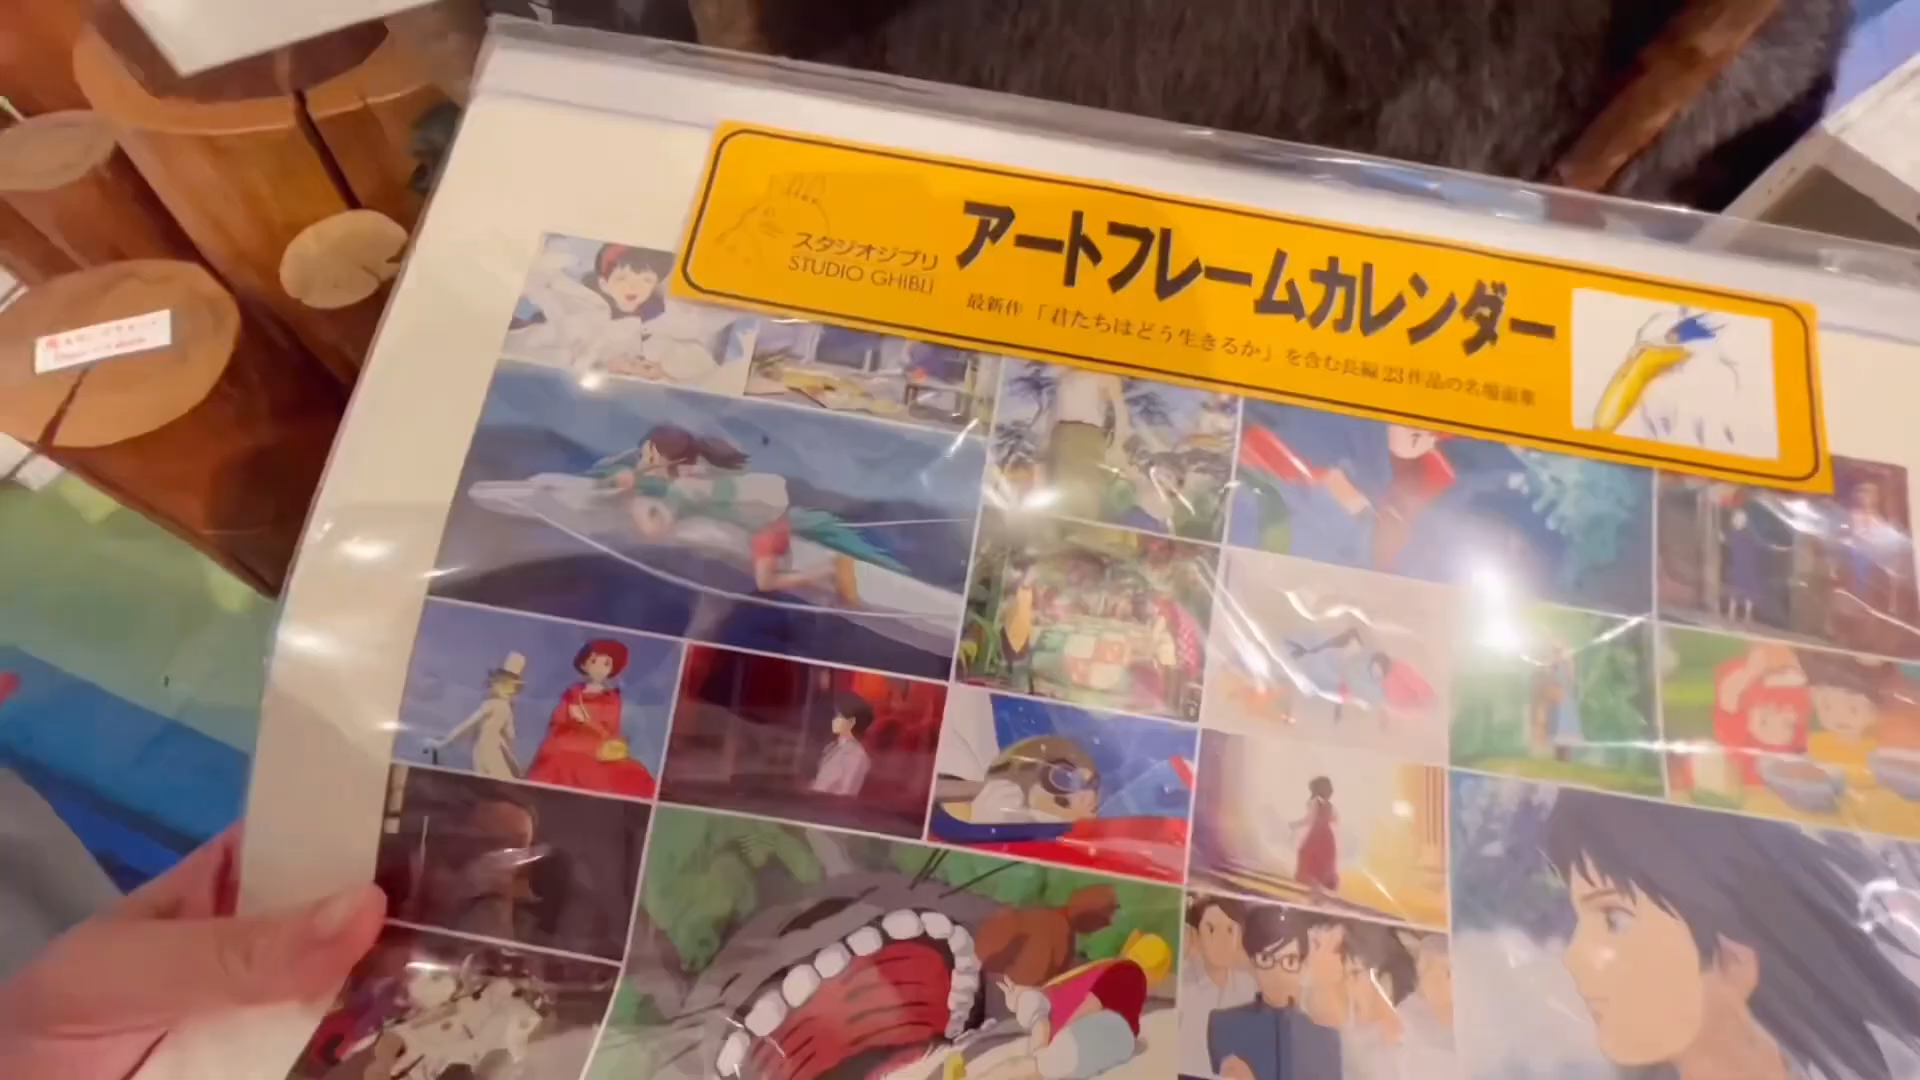 スタジオジブリ
STUDIO GHIBLI
アートフレームカレンダー
最新作「君たちはどう生きるか」を含む長編23作品の名場面集